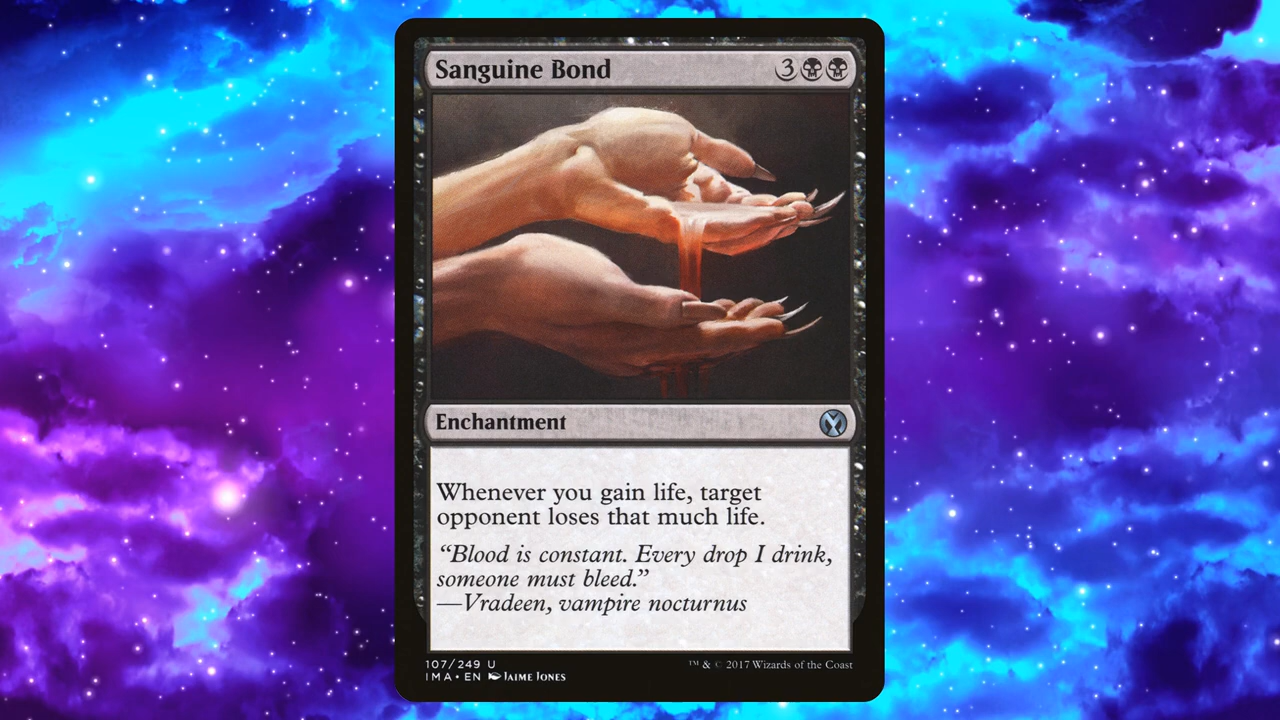 Sanguine Bond 3
Enchantment
Whenever you gain life, target
opponent loses that much life.
“Blood is constant. Every drop I drink,
someone must bleed.”
—Vradeen, vampire nocturnus
107/249 U
™ & © 2017 Wizards of the Coast
IMA • EN Jaime Jones